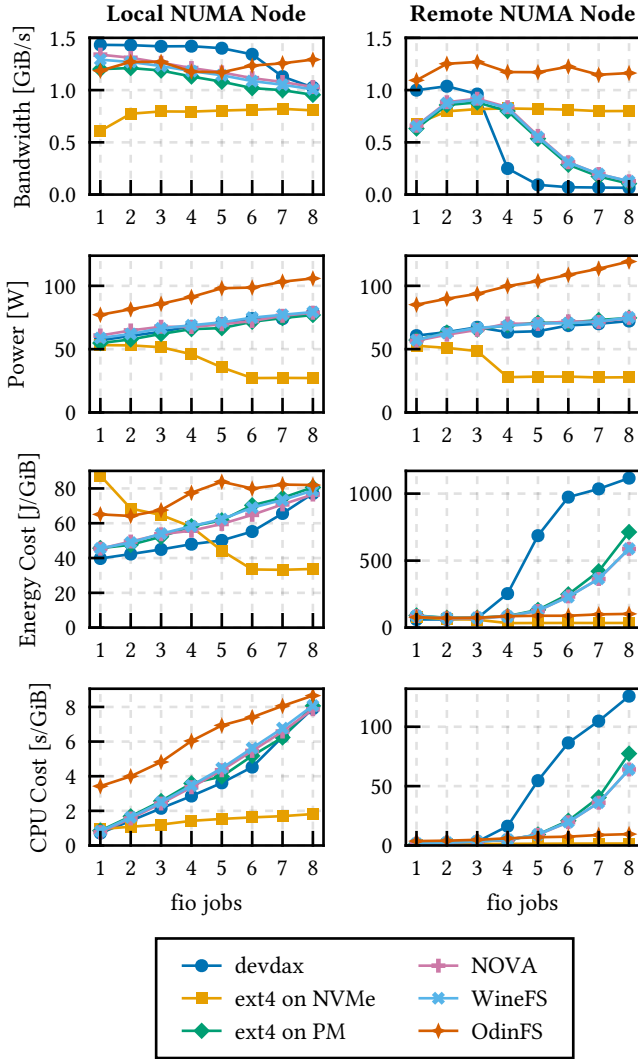 Local NUMA Node Remote NUMA Node
Bandwidth [GiB/s]
1.5
1.0
0.5
0.0
1 2 3 4 5 6 7 8
1.5
1.0
0.5
0.0
1 2 3 4 5 6 7 8
Power [W]
100
50
0
1 2 3 4 5 6 7 8
100
50
0
1 2 3 4 5 6 7 8
Energy Cost [J/GiB]
80
60
40
20
0
1 2 3 4 5 6 7 8
1000
500
0
1 2 3 4 5 6 7 8
CPU Cost [s/GiB]
8
6
4
2
0
1 2 3 4 5 6 7 8
fio jobs
100
50
0
1 2 3 4 5 6 7 8
fio jobs
devdax
ext4 on NVMe
ext4 on PM
NOVA
WineFS
OdinFS